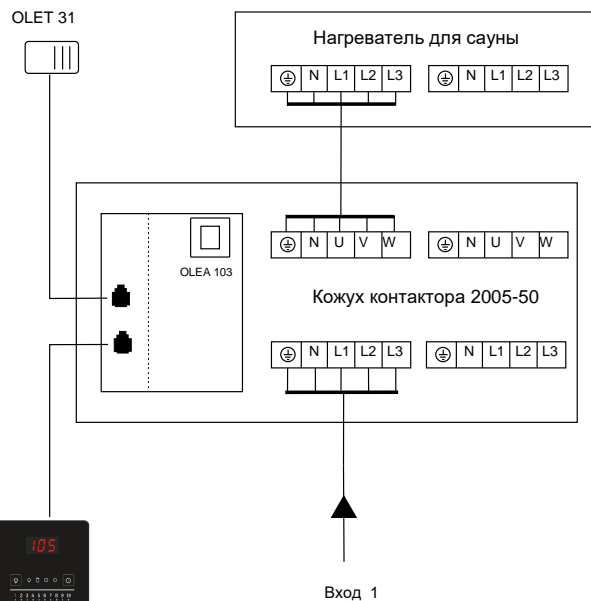 OLET 31
Нагреватель для сауны
N L1 L2 L3 N L1 L2 L3
OLEA 103
N U V W N U V W
Кожух контактора 2005-50
N L1 L2 L3 N L1 L2 L3
105
1 2 3 4 5 6 7 8 9 10
Вход 1